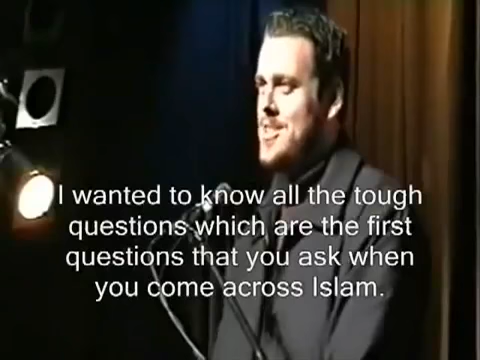 I wanted to know all the tough
questions which are the first
questions that you ask when
you come across Islam.